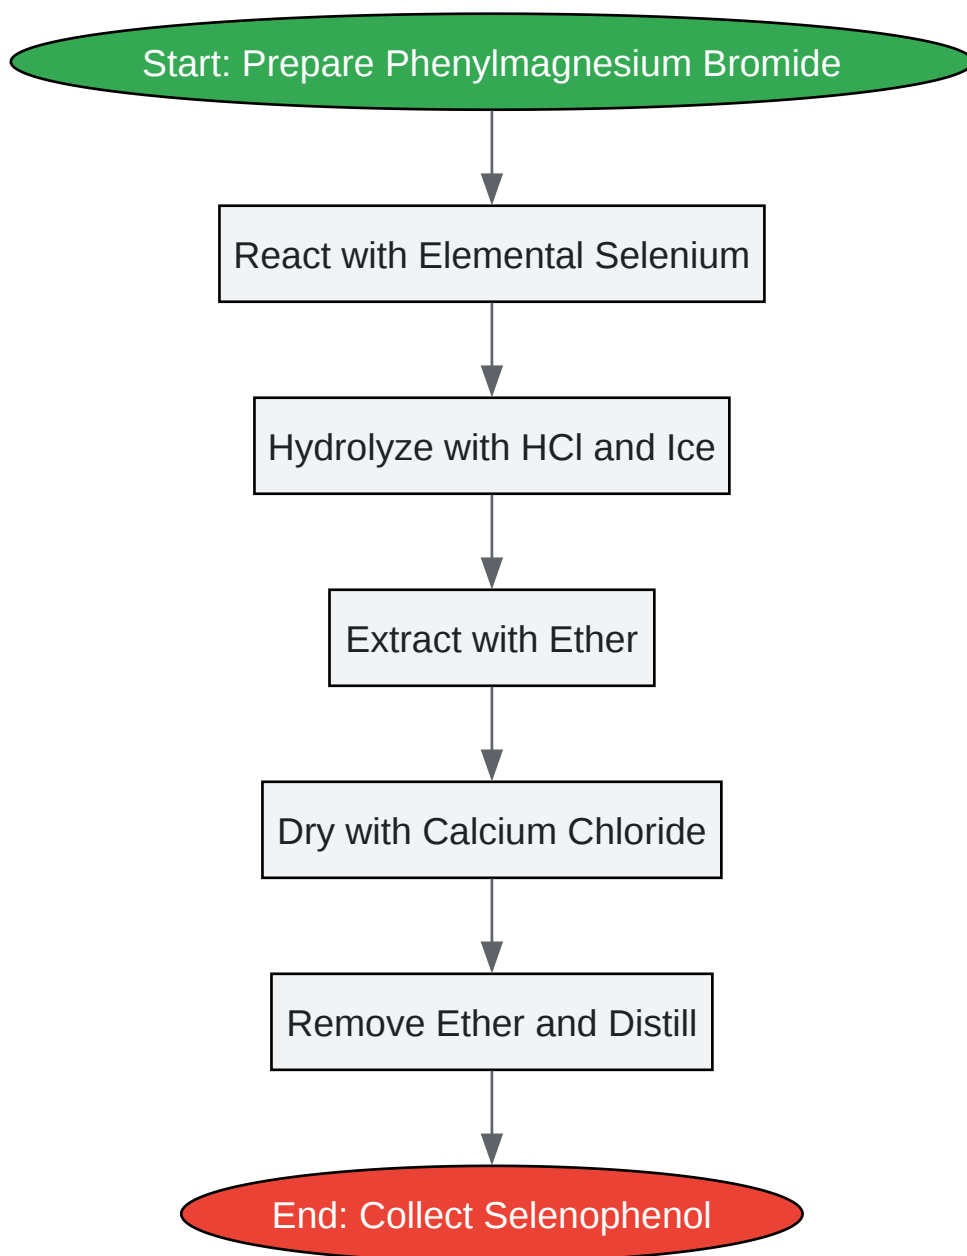 Start: Prepare Phenylmagnesium Bromide
React with Elemental Selenium
Hydrolyze with HCl and Ice
Extract with Ether
Dry with Calcium Chloride
Remove Ether and Distill
End: Collect Selenophenol